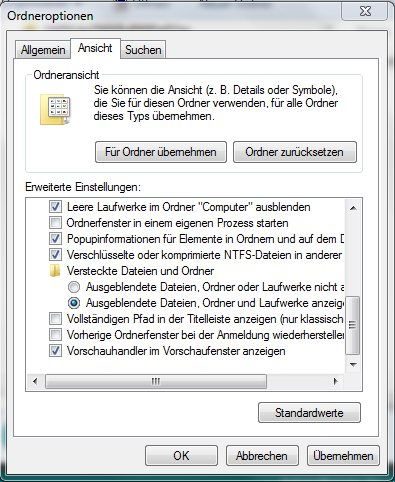 Ordneroptionen
Allgemein
Ansicht
Suchen
Ordneransicht
Sie können die Ansicht (z. B. Details oder Symbole),
die Sie für diesen Ordner verwenden, für alle Ordner
dieses Typs übernehmen.
Für Ordner übernehmen
Ordner zurücksetzen
Erweiterte Einstellungen:
Leere Laufwerke im Ordner "Computer" ausblenden
Ordnerfenster in einem eigenen Prozess starten
Popupinformationen für Elemente in Ordnern und auf dem D
Verschlüsselte oder komprimierte NTFS-Dateien in anderer
Versteckte Dateien und Ordner
Ausgeblendete Dateien, Ordner oder Laufwerke nicht a
Ausgeblendete Dateien, Ordner und Laufwerke anzeige
Vollständigen Pfad in der Titelleiste anzeigen (nur klassisch
Vorherige Ordnerfenster bei der Anmeldung wiederherstellen
Vorschauhandler im Vorschaufenster anzeigen
Standardwerte
OK
Abbrechen
Übernehmen